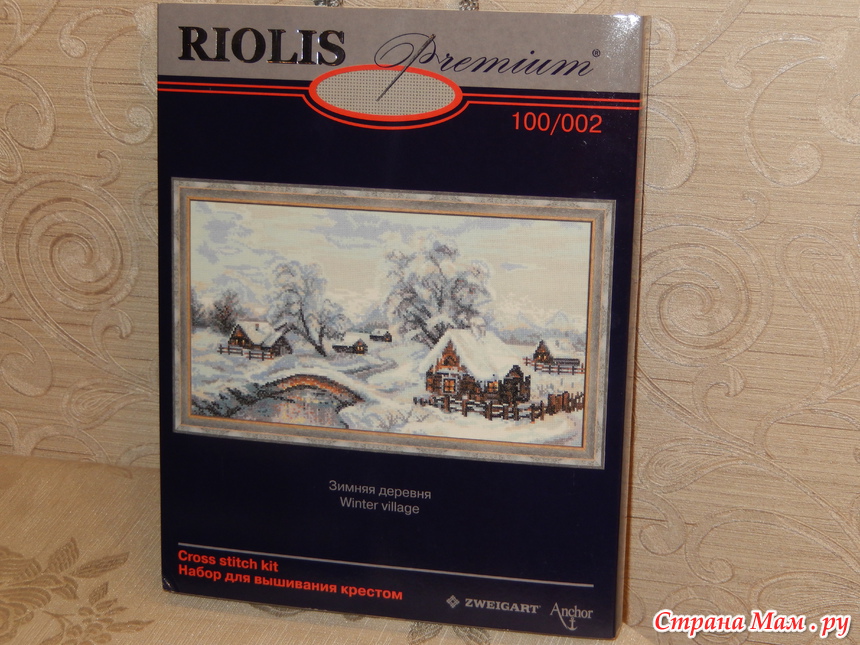 RIOLIS Premium®
100/002
Зимняя деревня
Winter village
Cross stitch kit
Набор для вышивания крестом
ZWEIGART® Anchor
Страна Мам.ру